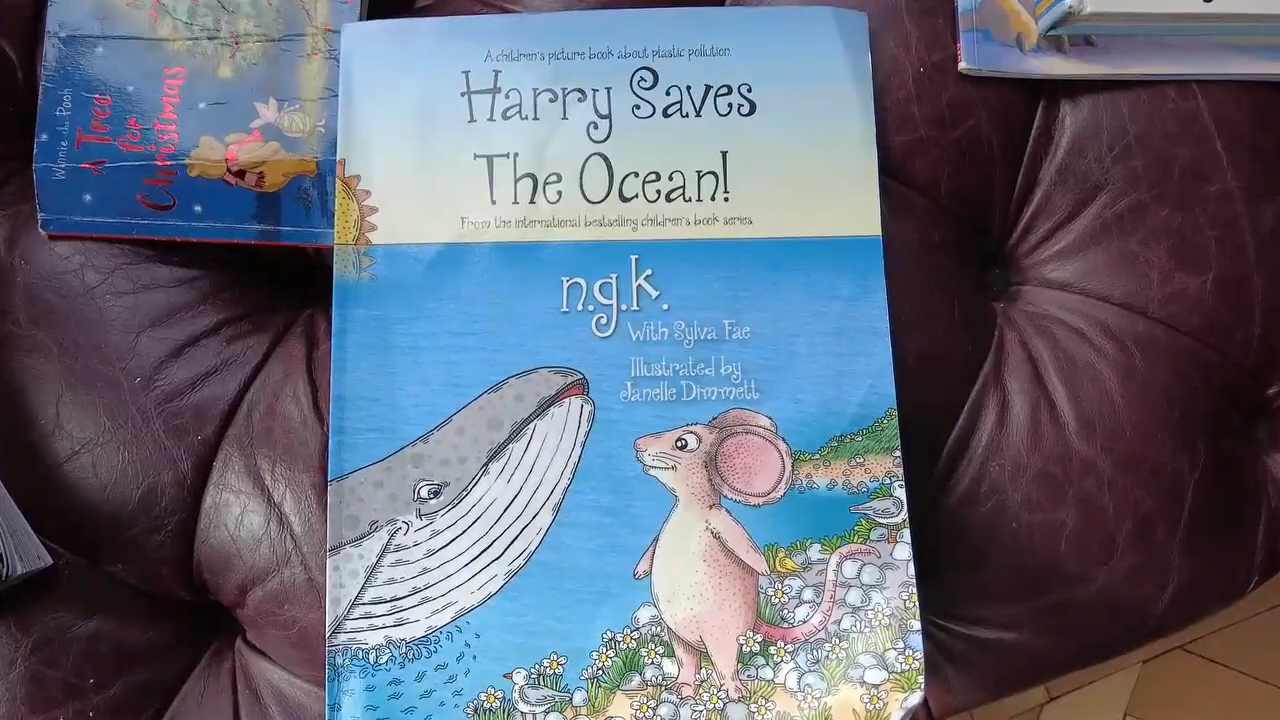 A children's picture book about plastic pollution.
Harry Saves
The Ocean!
From the international bestselling children's book series.
n.g.k.
With Sylva Fae
Illustrated by
Janelle Dimmett
Winnie-the-Pooh
A Tree
for
Christmas